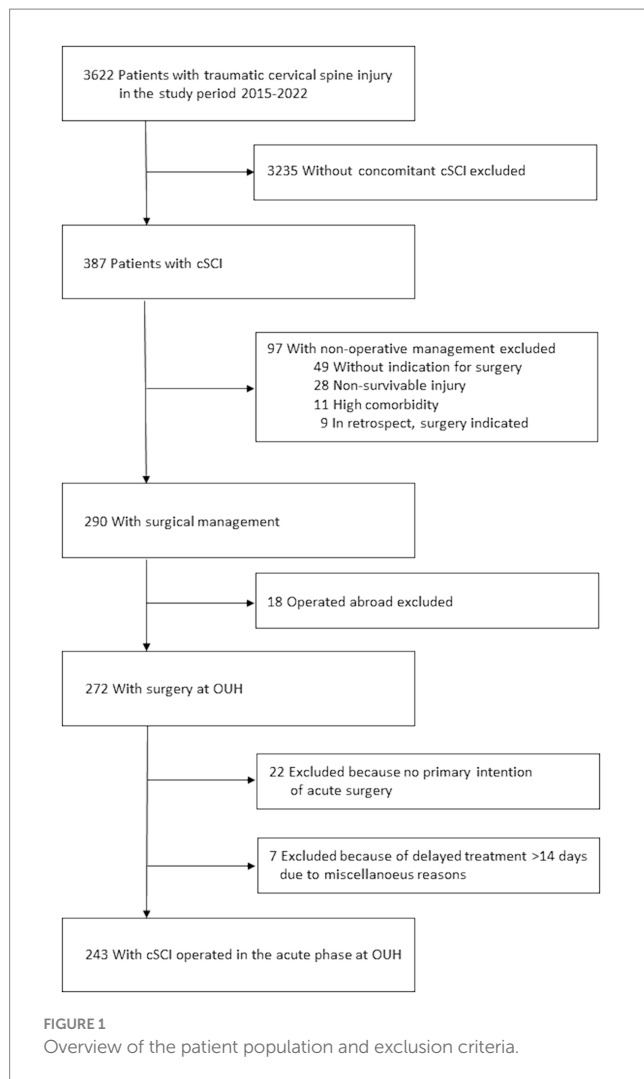 3622 Patients with traumatic cervical spine injury
in the study period 2015-2022
3235 Without concomitant cSCI excluded
387 Patients with cSCI
97 With non-operative management excluded
49 Without indication for surgery
28 Non-survivable injury
11 High comorbidity
9 In retrospect, surgery indicated
290 With surgical management
18 Operated abroad excluded
272 With surgery at OUH
22 Excluded because no primary intention
of acute surgery
7 Excluded because of delayed treatment >14 days
due to miscellanoeus reasons
243 With cSCI operated in the acute phase at OUH
FIGURE 1
Overview of the patient population and exclusion criteria.